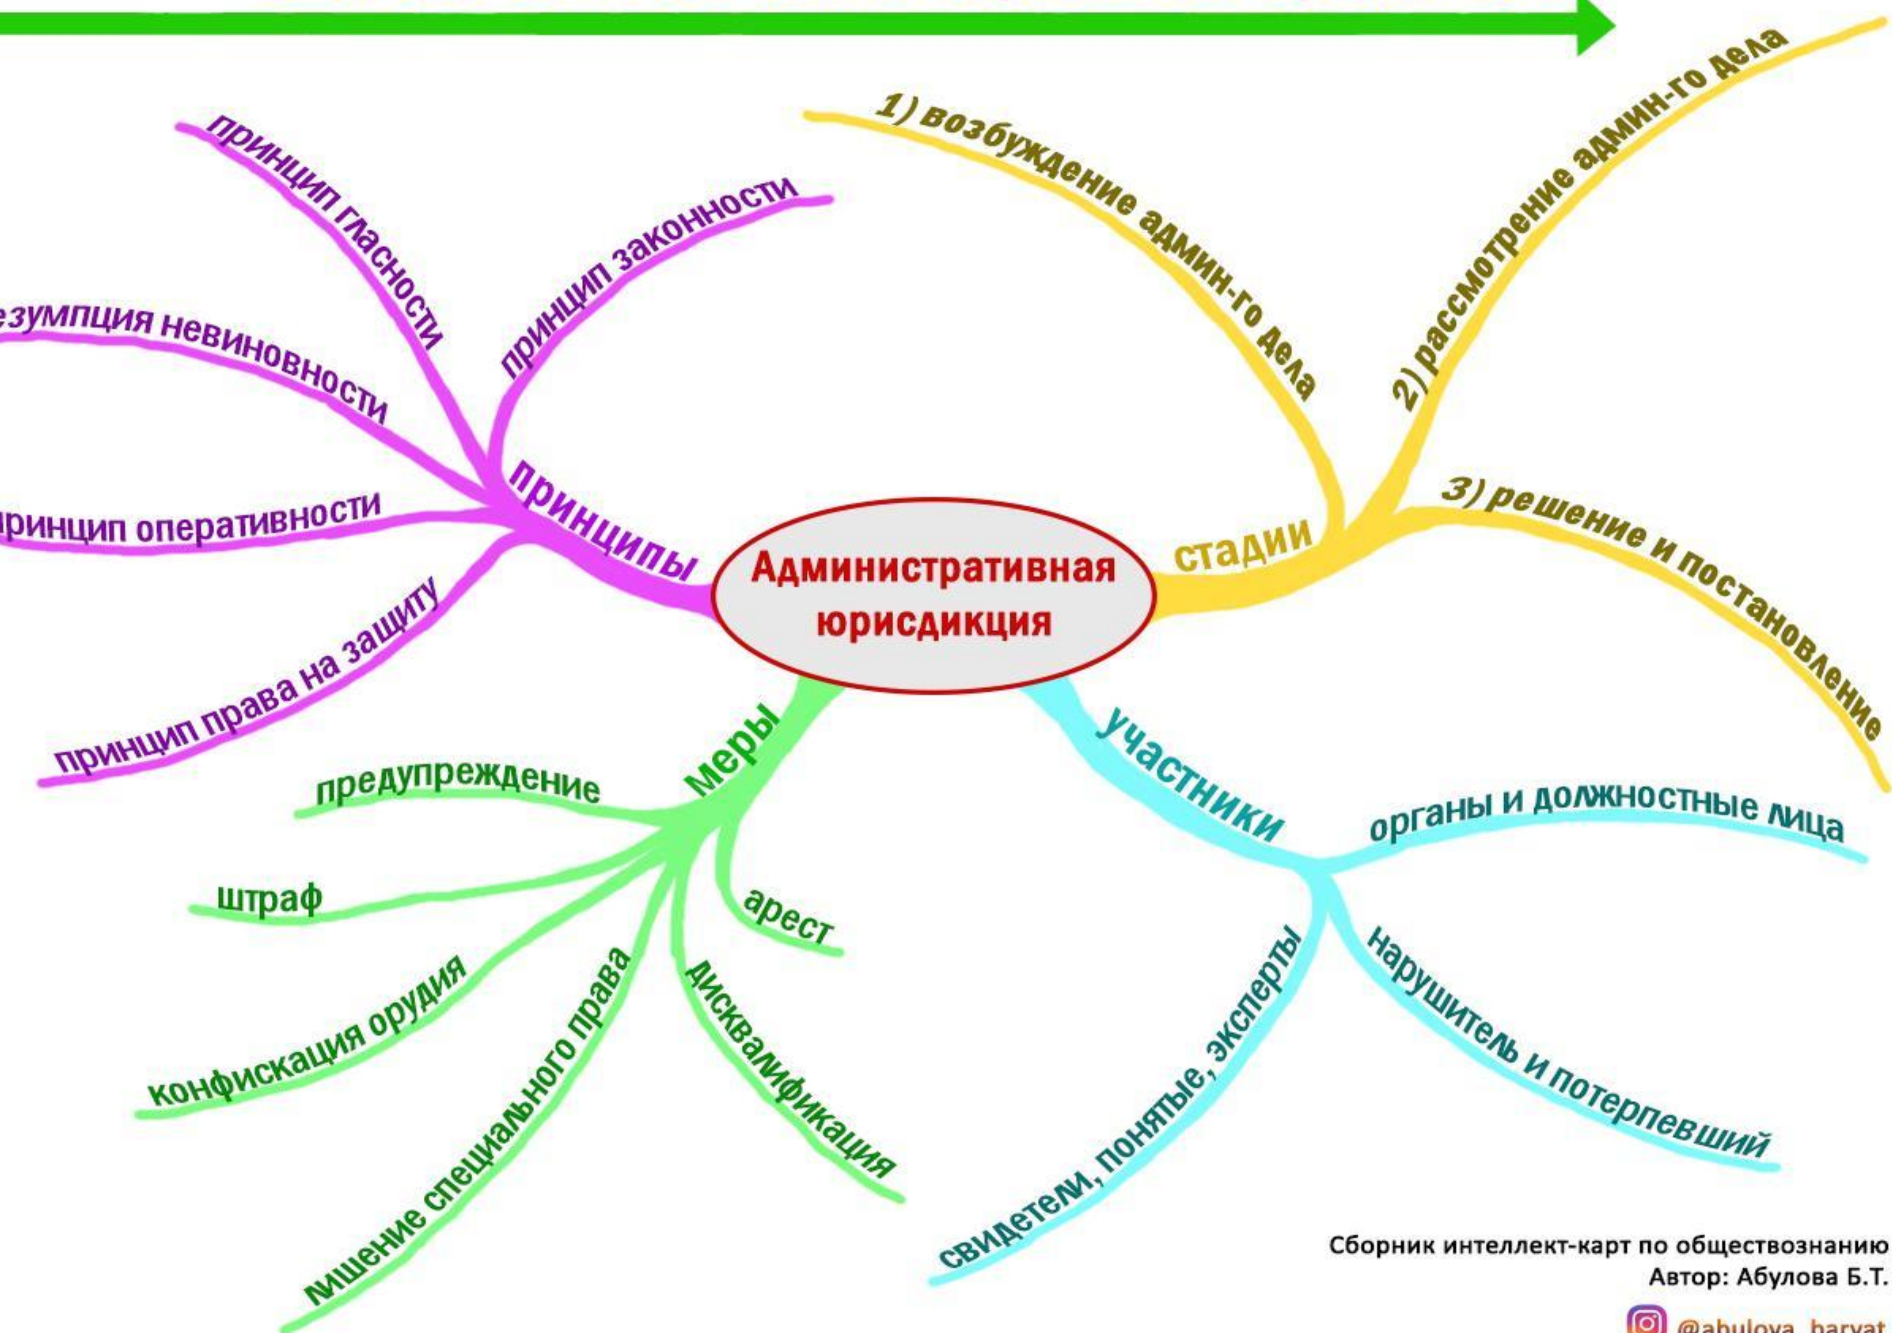 Административная
юрисдикция
принципы
принцип гласности
принцип законности
езумпция невиновности
принцип оперативности
принцип права на защиту
стадии
1) возбуждение админ-го дела
2) рассмотрение админ-го дела
3) решение и постановление
меры
предупреждение
штраф
конфискация орудия
лишение специального права
дисквалификация
арест
участники
органы и должностные лица
нарушитель и потерпевший
свидетели, понятые, эксперты
Сборник интеллект-карт по обществознанию
Автор: Абулова Б.Т.
@abulova_baryat